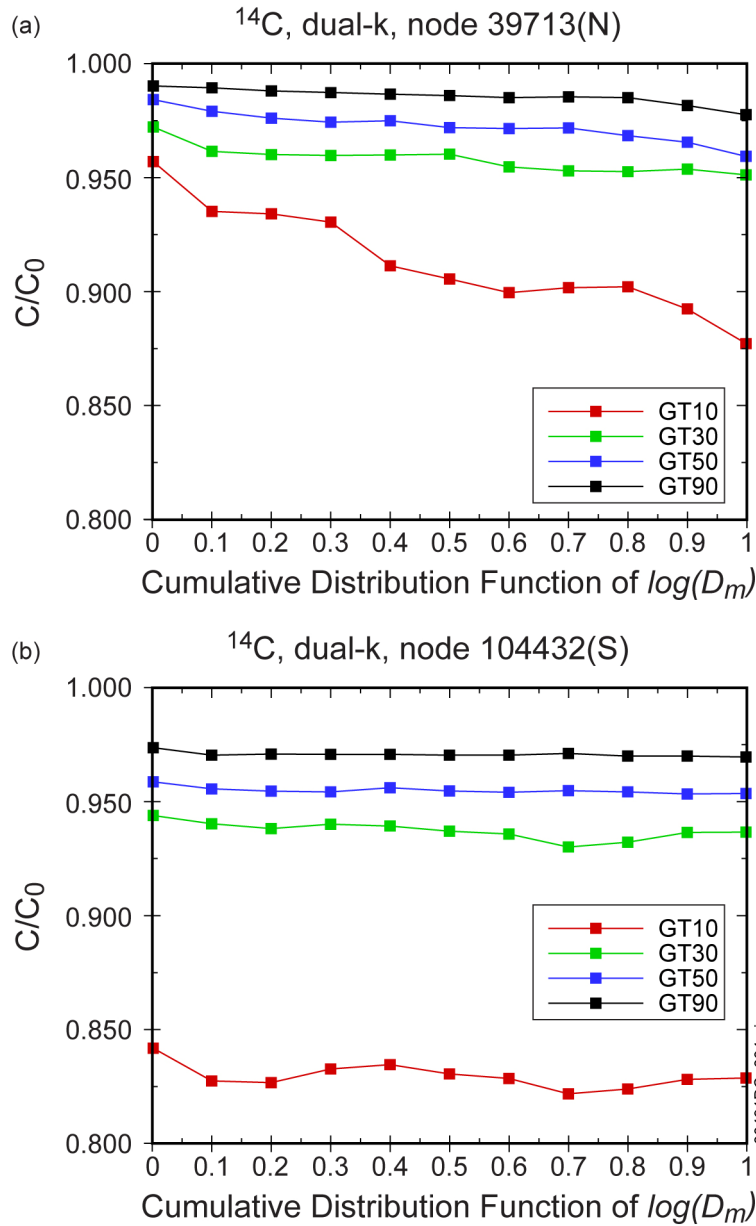 (a)
¹⁴C, dual-k, node 39713(N)
1.000
0.950
0.900
0.850
0.800
C/C₀
GT10
GT30
GT50
GT90
0 0.1 0.2 0.3 0.4 0.5 0.6 0.7 0.8 0.9 1
Cumulative Distribution Function of log(Dₘ)
(b)
¹⁴C, dual-k, node 104432(S)
1.000
0.950
0.900
0.850
0.800
C/C₀
GT10
GT30
GT50
GT90
0 0.1 0.2 0.3 0.4 0.5 0.6 0.7 0.8 0.9 1
Cumulative Distribution Function of log(Dₘ)